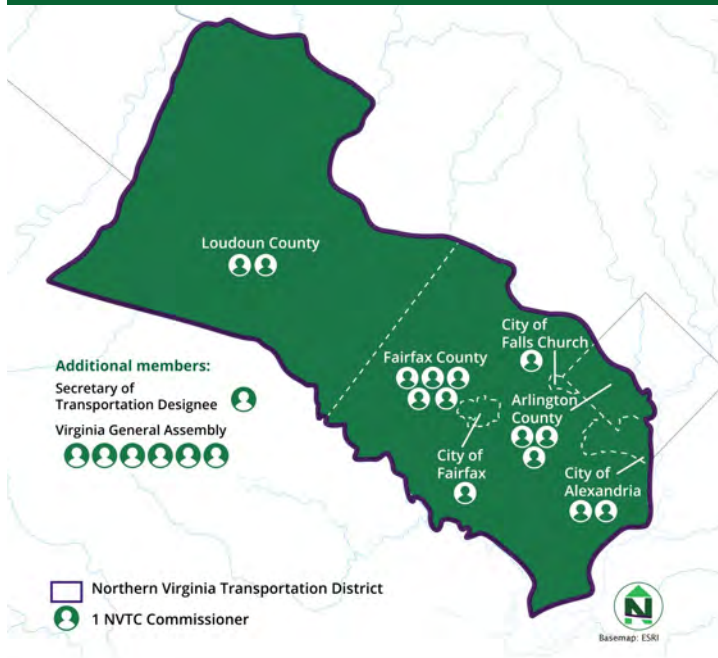 Loudoun County
City of
Falls Church
Fairfax County
Arlington
County
City of
Fairfax
City of
Alexandria
Additional members:
Secretary of
Transportation Designee
Virginia General Assembly
Northern Virginia Transportation District
1 NVTC Commissioner
N
Basemap: ESRI